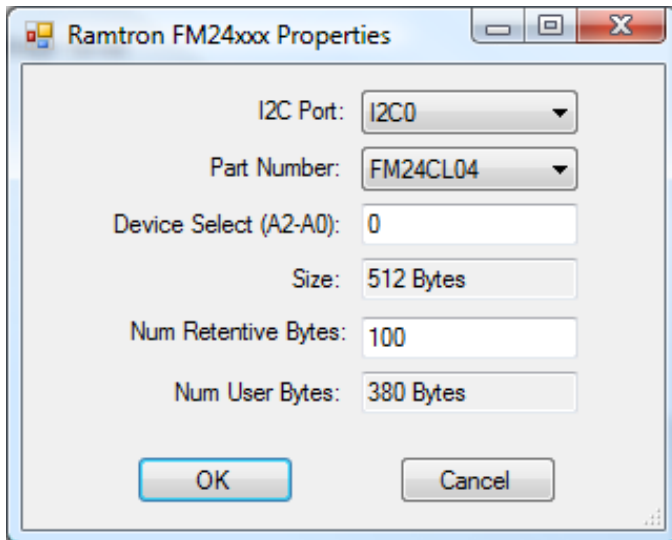 Ramtron FM24xxx Properties
I2C Port: I2C0
Part Number: FM24CL04
Device Select (A2-A0): 0
Size: 512 Bytes
Num Retentive Bytes: 100
Num User Bytes: 380 Bytes
OK Cancel